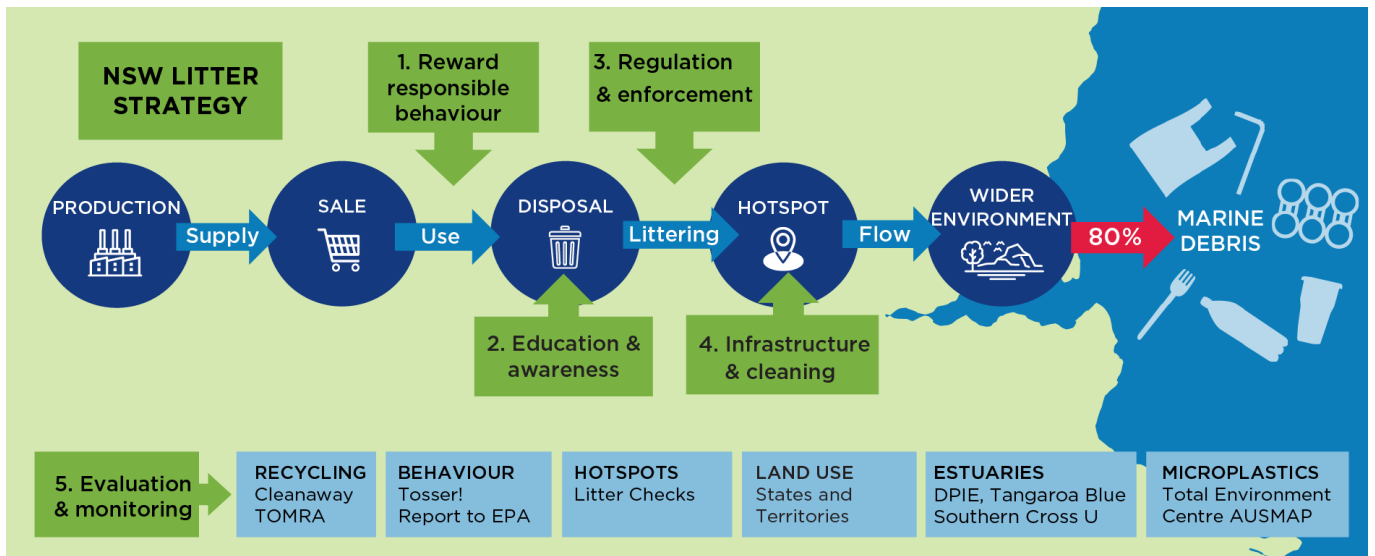 NSW LITTER
STRATEGY
1. Reward
responsible
behaviour
3. Regulation
& enforcement
PRODUCTION
Supply
SALE
Use
DISPOSAL
Littering
HOTSPOT
Flow
WIDER
ENVIRONMENT
80%
MARINE
DEBRIS
2. Education &
awareness
4. Infrastructure
& cleaning
5. Evaluation
& monitoring
RECYCLING
Cleanaway
TOMRA
BEHAVIOUR
Tosser!
Report to EPA
HOTSPOTS
Litter Checks
LAND USE
States and
Territories
ESTUARIES
DPIE, Tangaroa Blue
Southern Cross U
MICROPLASTICS
Total Environment
Centre AUSMAP